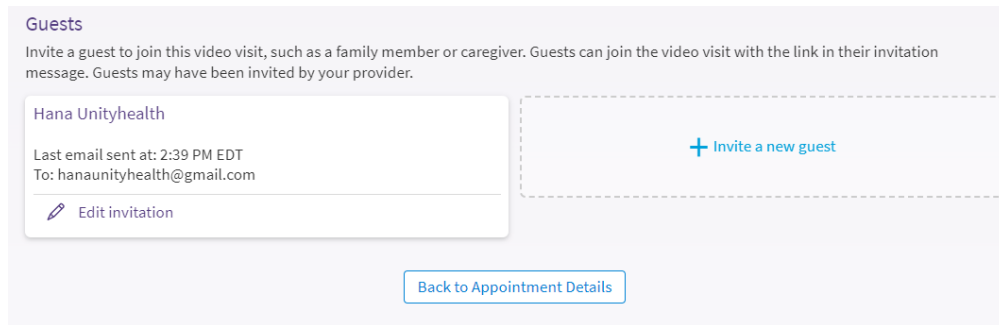 Guests
Invite a guest to join this video visit, such as a family member or caregiver. Guests can join the video visit with the link in their invitation
message. Guests may have been invited by your provider.
Hana Unityhealth
Last email sent at: 2:39 PM EDT
To: hanaunityhealth@gmail.com
Edit invitation
+ Invite a new guest
Back to Appointment Details